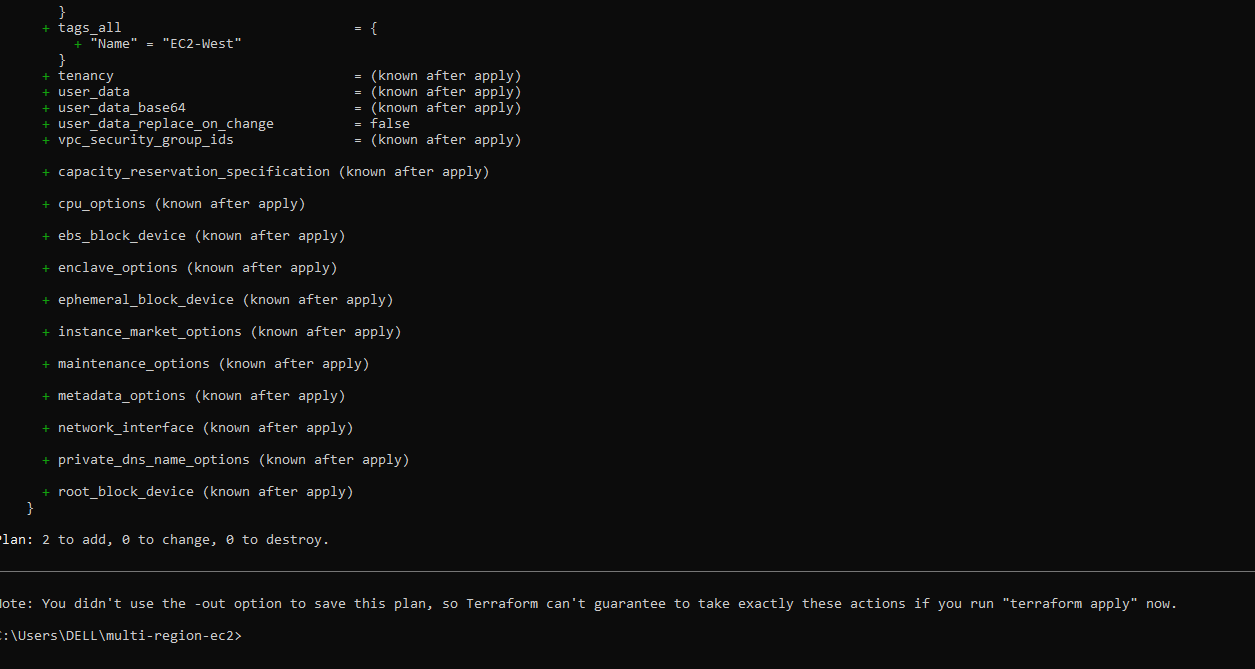 }
+ tags_all = {
+ "Name" = "EC2-West"
}
+ tenancy = (known after apply)
+ user_data = (known after apply)
+ user_data_base64 = (known after apply)
+ user_data_replace_on_change = false
+ vpc_security_group_ids = (known after apply)
+ capacity_reservation_specification (known after apply)
+ cpu_options (known after apply)
+ ebs_block_device (known after apply)
+ enclave_options (known after apply)
+ ephemeral_block_device (known after apply)
+ instance_market_options (known after apply)
+ maintenance_options (known after apply)
+ metadata_options (known after apply)
+ network_interface (known after apply)
+ private_dns_name_options (known after apply)
+ root_block_device (known after apply)
}
Plan: 2 to add, 0 to change, 0 to destroy.
Note: You didn't use the -out option to save this plan, so Terraform can't guarantee to take exactly these actions if you run "terraform apply" now.
C:\Users\DELL\multi-region-ec2>